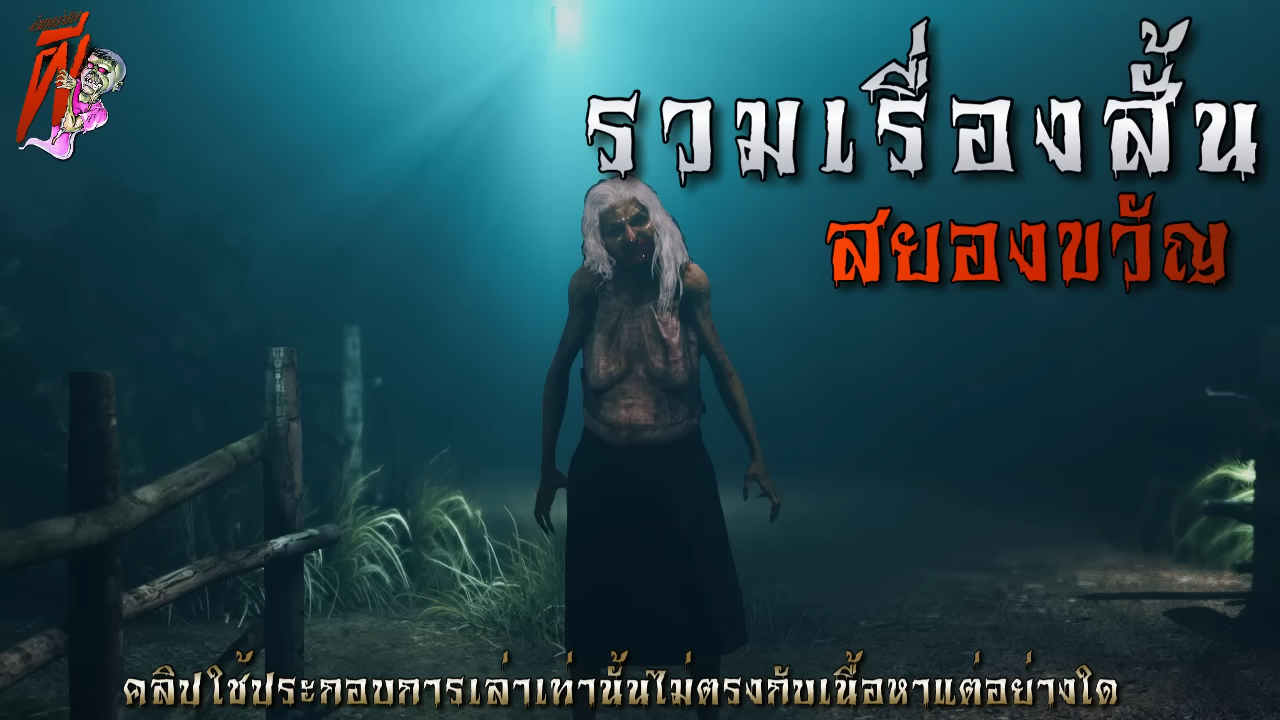 ผี
รวมเรื่องสั้น
สยองขวัญ
คลิปใช้ประกอบการเล่าเท่านั้นไม่ตรงกับเนื้อหาแต่อย่างใด